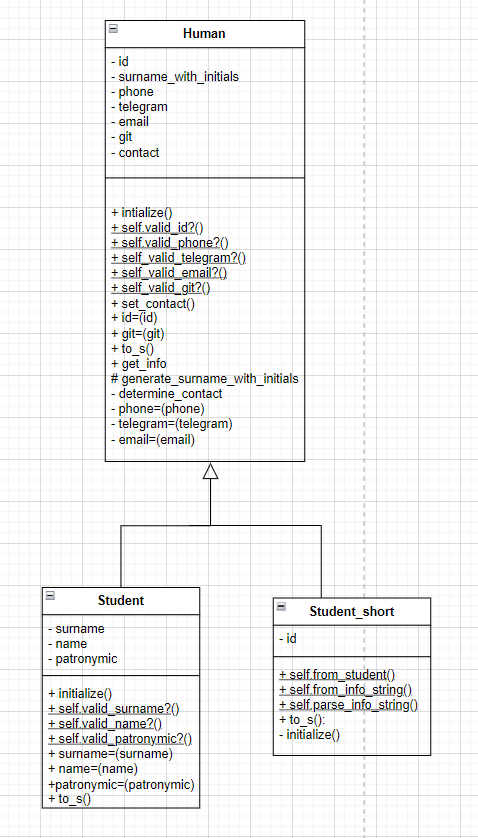 Human
- id
- surname_with_initials
- phone
- telegram
- email
- git
- contact
+ intialize()
+ self.valid_id?()
+ self.valid_phone?()
+ self_valid_telegram?()
+ self_valid_email?()
+ self_valid_git?()
+ set_contact()
+ id=(id)
+ git=(git)
+ to_s()
+ get_info
# generate_surname_with_initials
- determine_contact
- phone=(phone)
- telegram=(telegram)
- email=(email)
Student
- surname
- name
- patronymic
+ initialize()
+ self.valid_surname?()
+ self.valid_name?()
+ self.valid_patronymic?()
+ surname=(surname)
+ name=(name)
+patronymic=(patronymic)
+ to_s()
Student_short
- id
+ self.from_student()
+ self.from_info_string()
+ self.parse_info_string()
+ to_s():
- initialize()